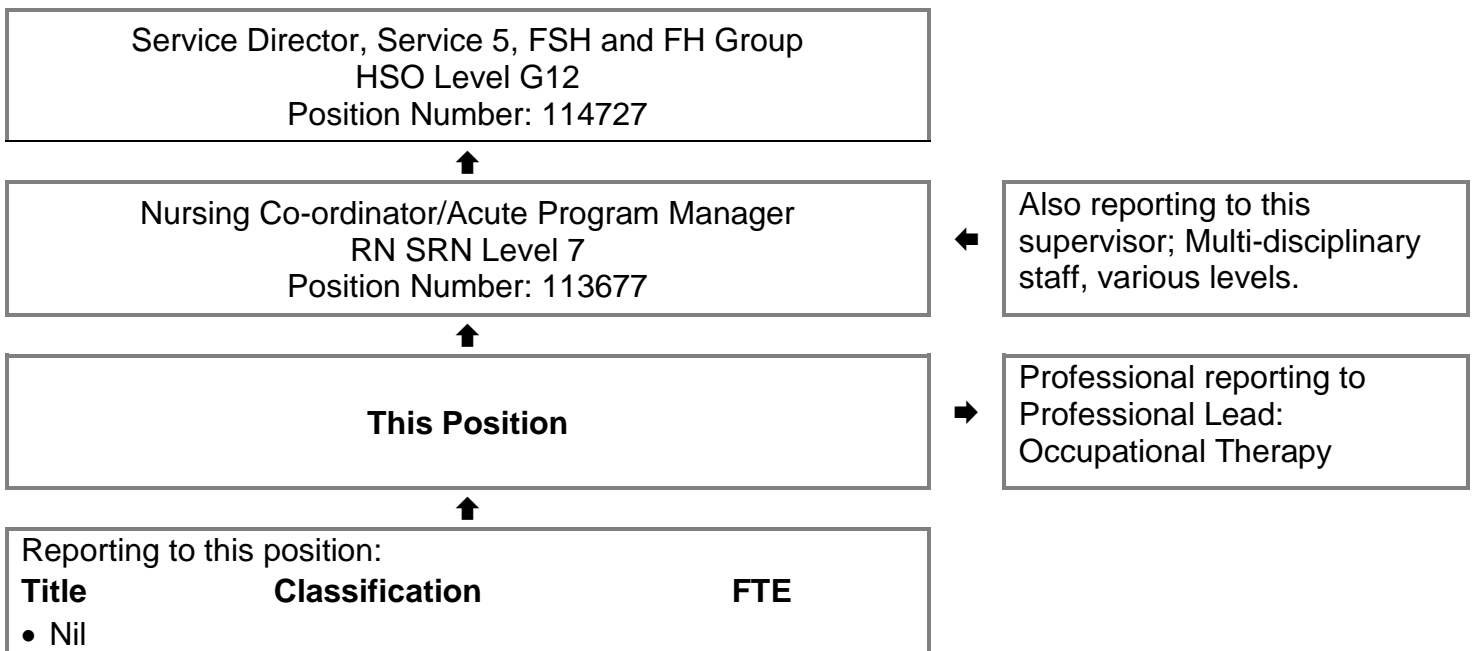 Service Director, Service 5, FSH and FH Group
HSO Level G12
Position Number: 114727
Nursing Co-ordinator/Acute Program Manager
RN SRN Level 7
Position Number: 113677
Also reporting to this
supervisor; Multi-disciplinary
staff, various levels.
This Position
Professional reporting to
Professional Lead:
Occupational Therapy
Reporting to this position:
Title Classification FTE
• Nil